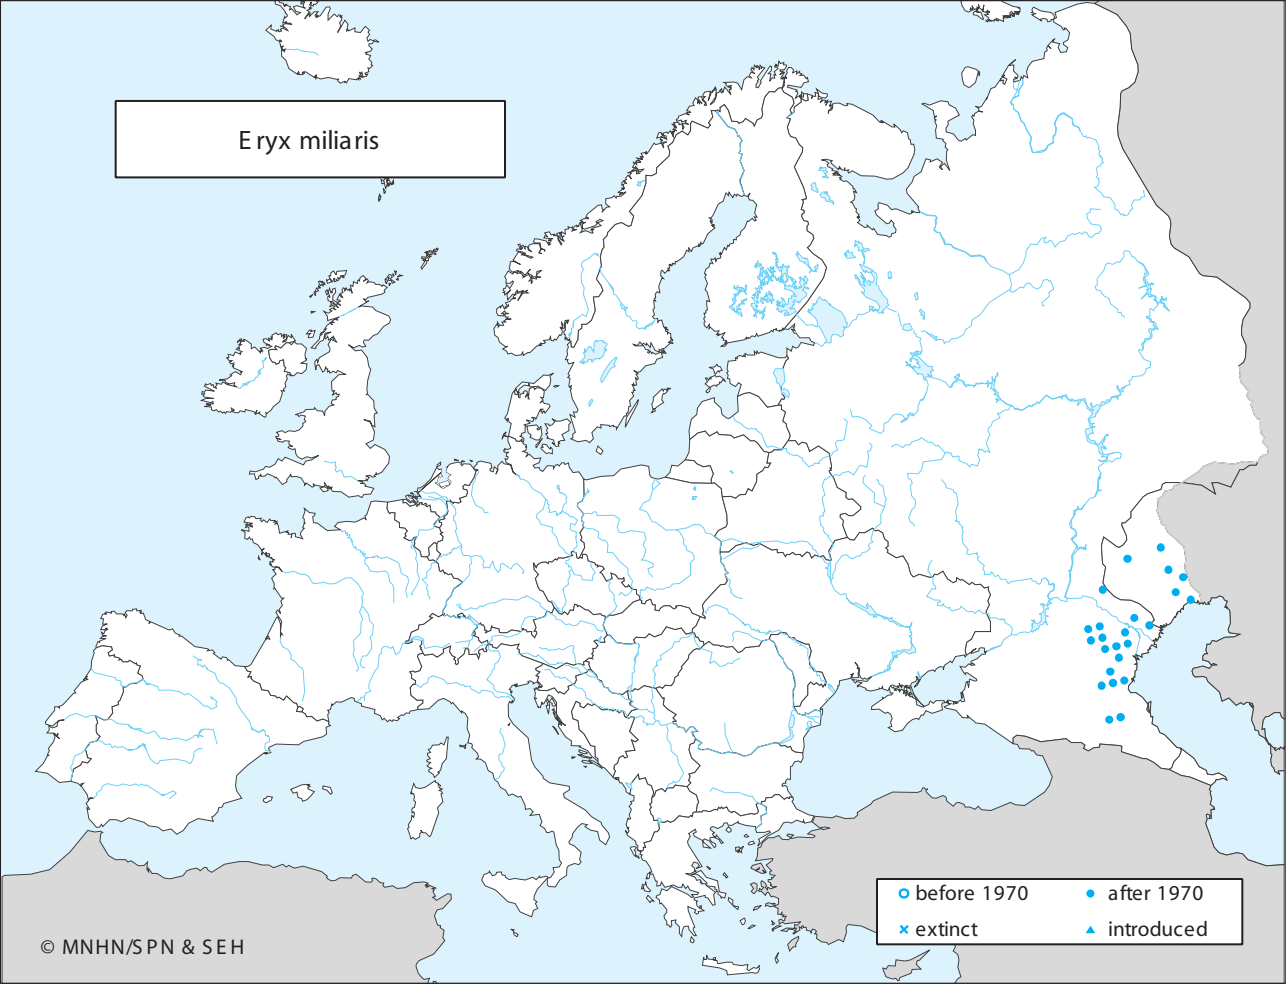 Eryx miliaris
before 1970
after 1970
extinct
introduced
© MNHN/SPN & SEH